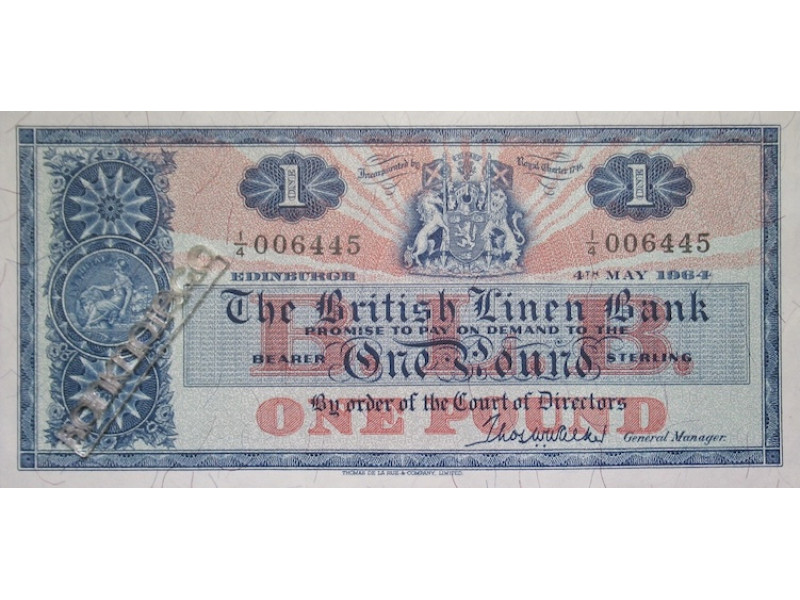 Incorporated by Royal Charter 1746
1 ONE 1 ONE
1/4 006445 1/4 006445
EDINBURGH 4TH MAY 1964
The British Linen Bank
PROMISE TO PAY ON DEMAND TO THE
BEARER One Pound STERLING
B.L.B.
By order of the Court of Directors
ONE POUND
General Manager.
THOMAS DE LA RUE & COMPANY, LIMITED.